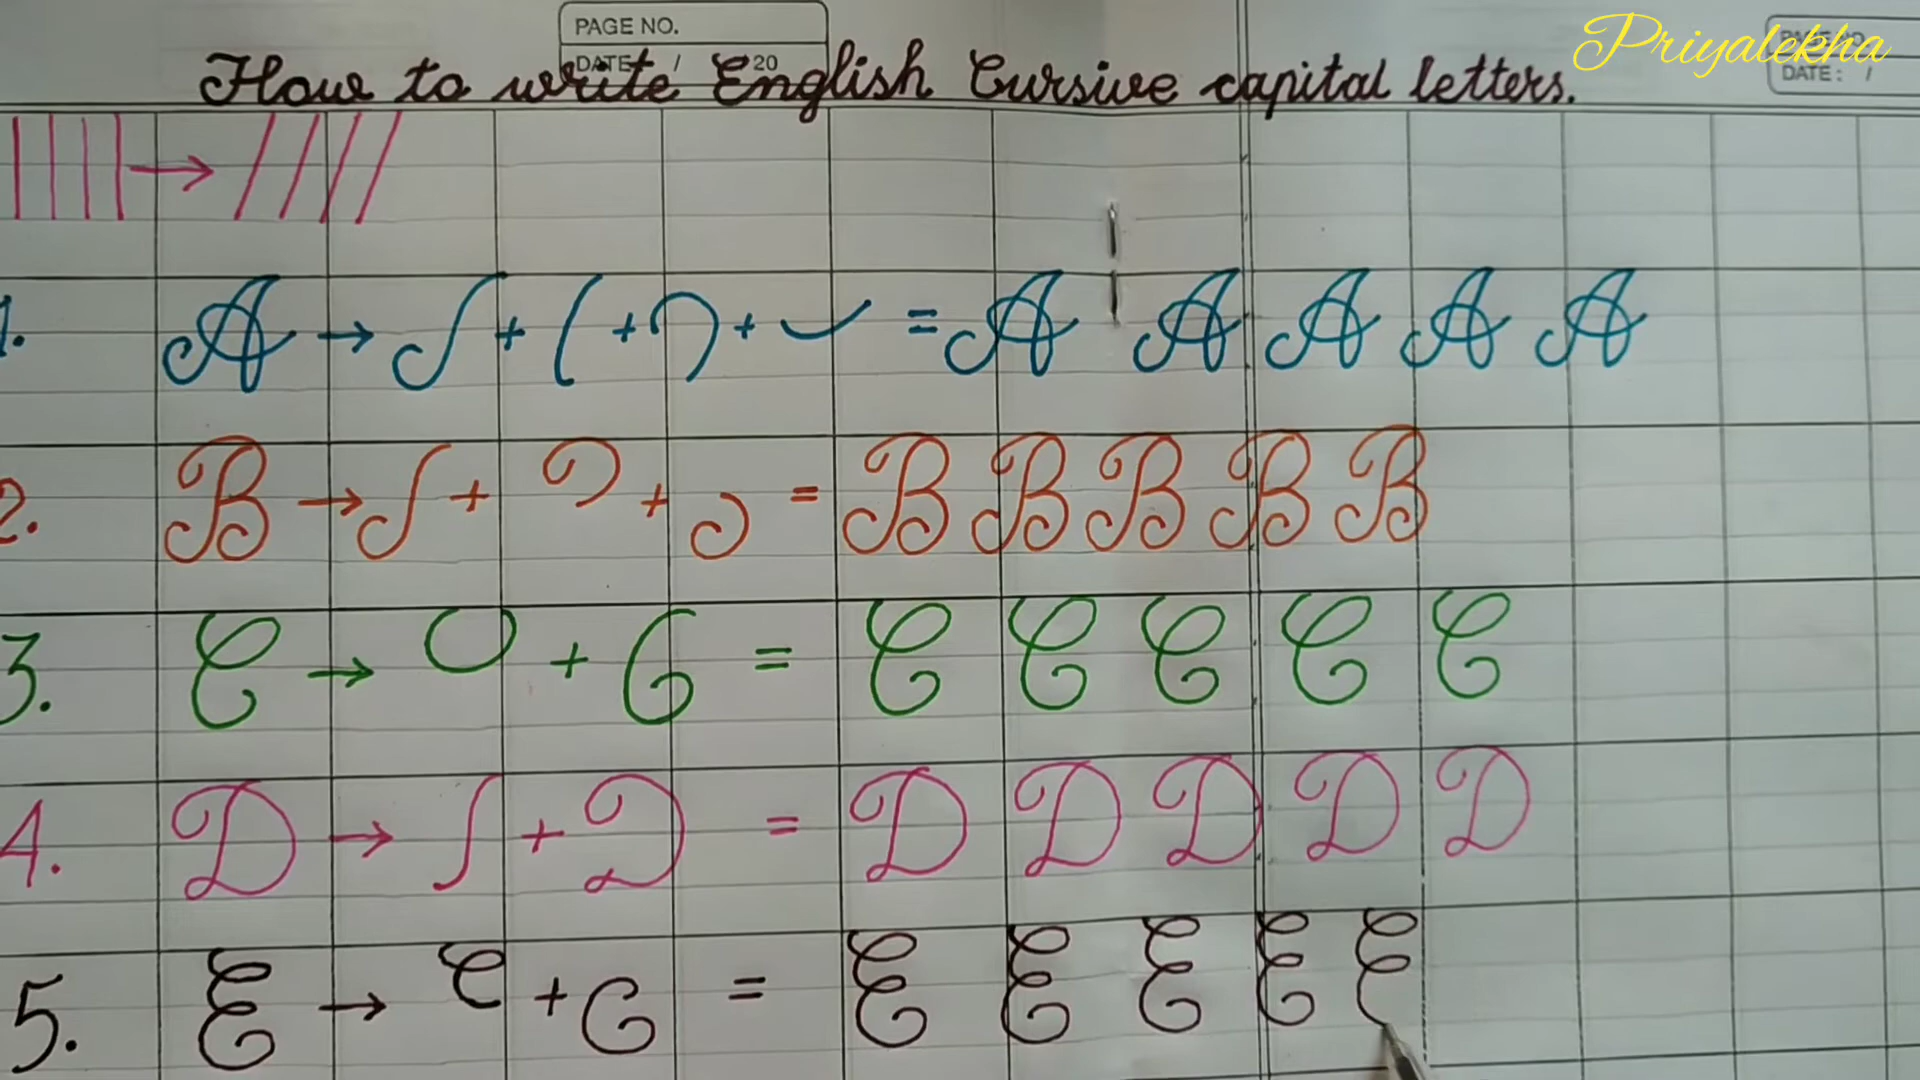 PAGE NO.
DATE / 20
Priyalekha
DATE: /
How to write English Cursive capital letters.
1. A → + ( + + = A A A A A
2. B → + + = B B B B B
3. C → + = C C C C C
4. D → + = D D D D D
5. E → + = E E E E E